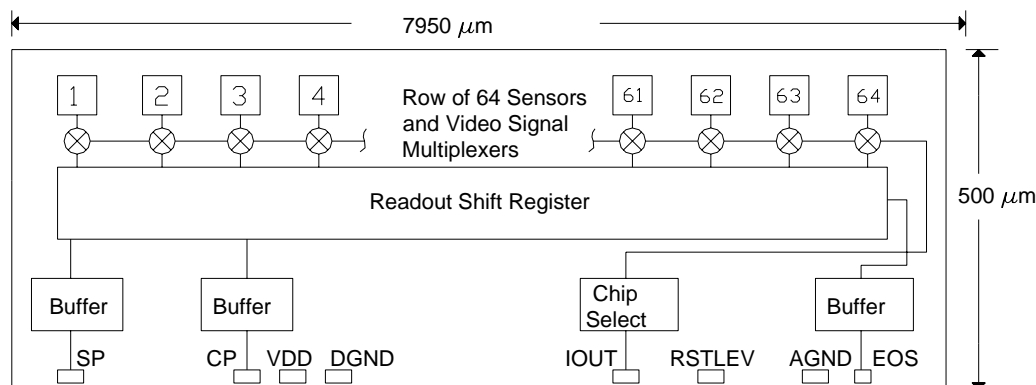 7950 μm
1 2 3 4 61 62 63 64
Row of 64 Sensors
and Video Signal
Multiplexers
Readout Shift Register
500 μm
Buffer Buffer Chip
Select Buffer
SP CP VDD DGND IOUT RSTLEV AGND EOS